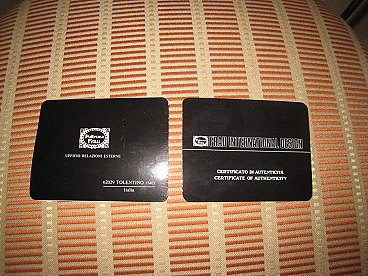 Poltrona
Frau
UFFICIO RELAZIONI ESTERNE
62029 TOLENTINO (MC)
Italia
FRAU INTERNATIONAL DESIGN
CERTIFICATO DI AUTENTICITÀ
CERTIFICATE OF AUTHENTICITY